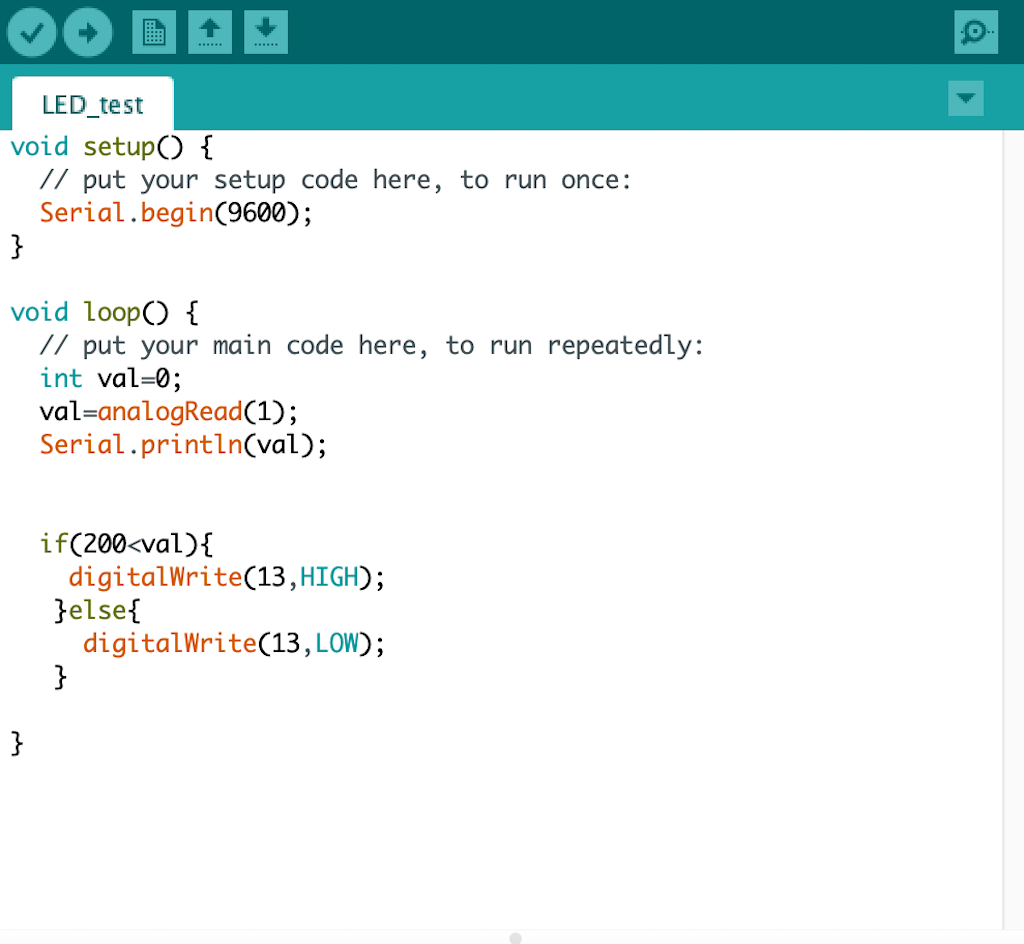 LED_test
void setup() {
  // put your setup code here, to run once:
  Serial.begin(9600);
}

void loop() {
  // put your main code here, to run repeatedly:
  int val=0;
  val=analogRead(1);
  Serial.println(val);


  if(200<val){
    digitalWrite(13,HIGH);
   }else{
     digitalWrite(13,LOW);
   }

}